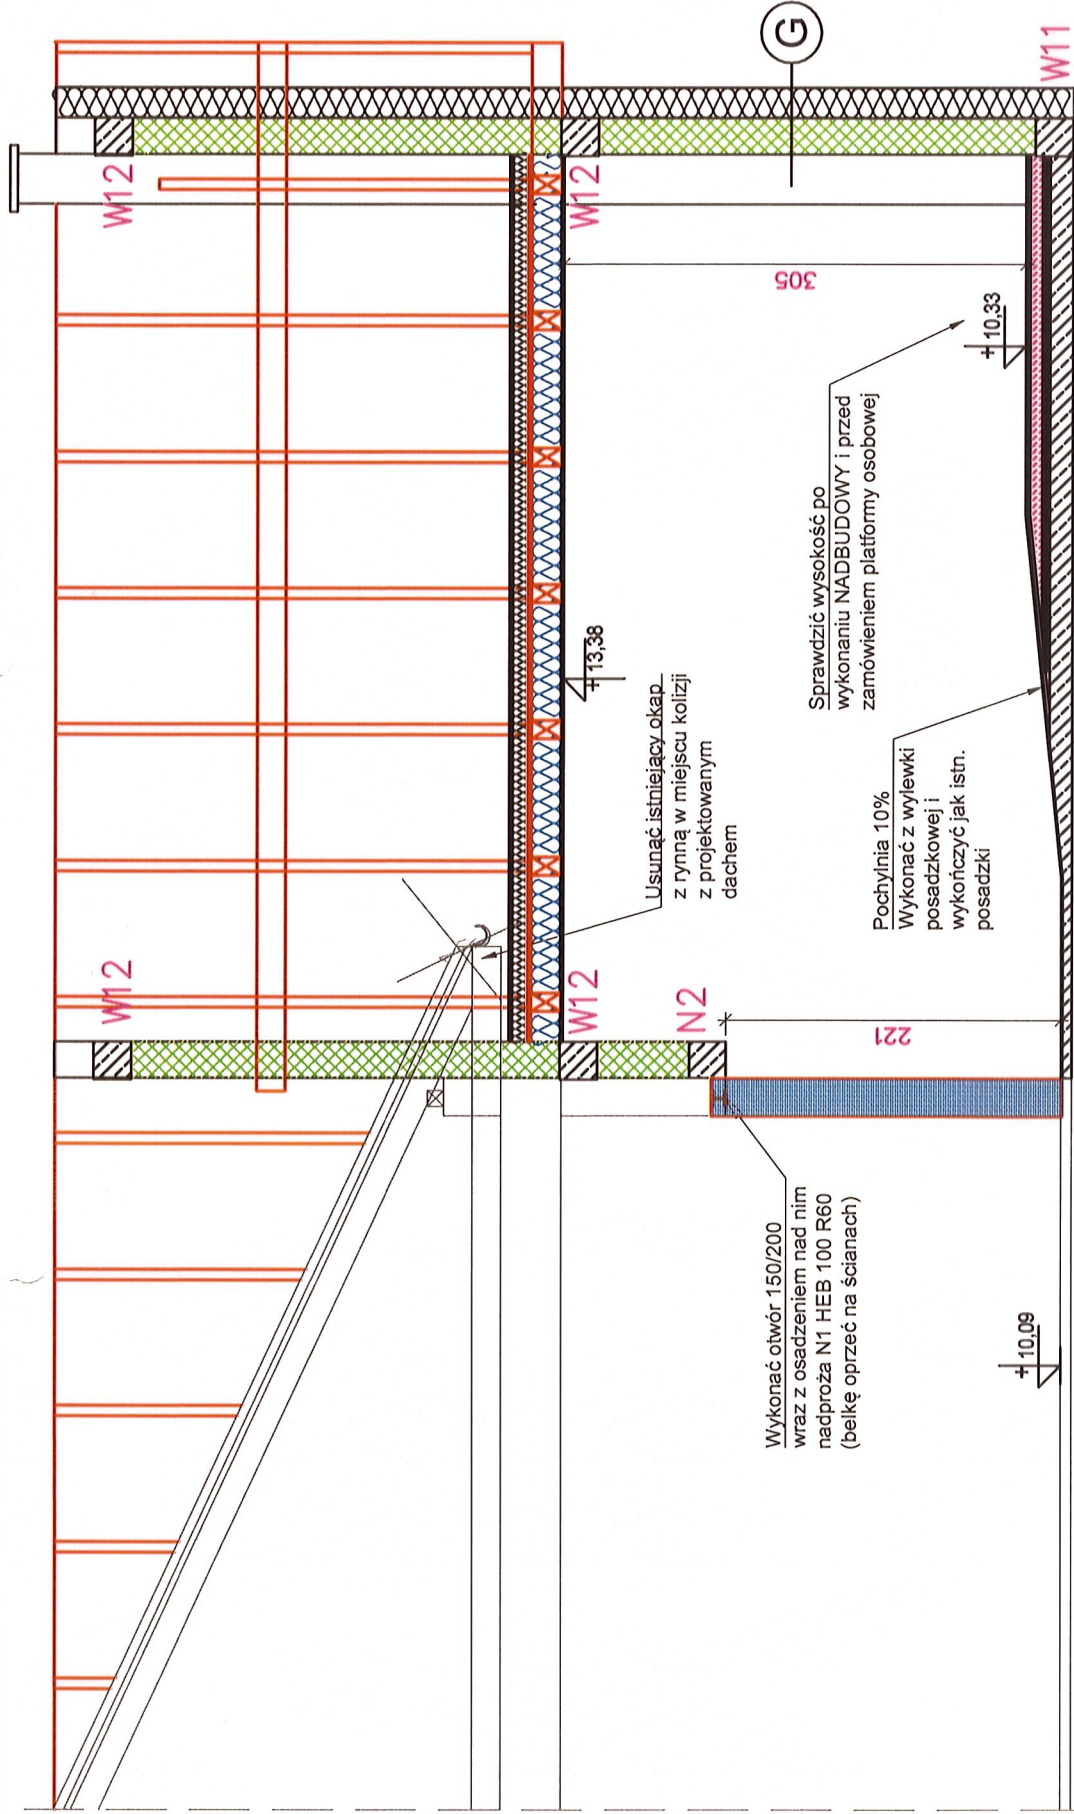 W12
W12
W12
W12
N2
W11
G
305
221
+ 10,33
+ 13,38
+ 10,09
Usunąć istniejący okap
z rynną w miejscu kolizji
z projektowanym
dachem
Sprawdzić wysokość po
wykonaniu NADBUDOWY i przed
zamówieniem platformy osobowej
Pochylnia 10%
Wykonać z wylewki
posadzkowej i
wykończyć jak istn.
posadzki
Wykonać otwór 150/200
wraz z osadzeniem nad nim
nadproża N1 HEB 100 R60
(belkę oprzeć na ścianach)